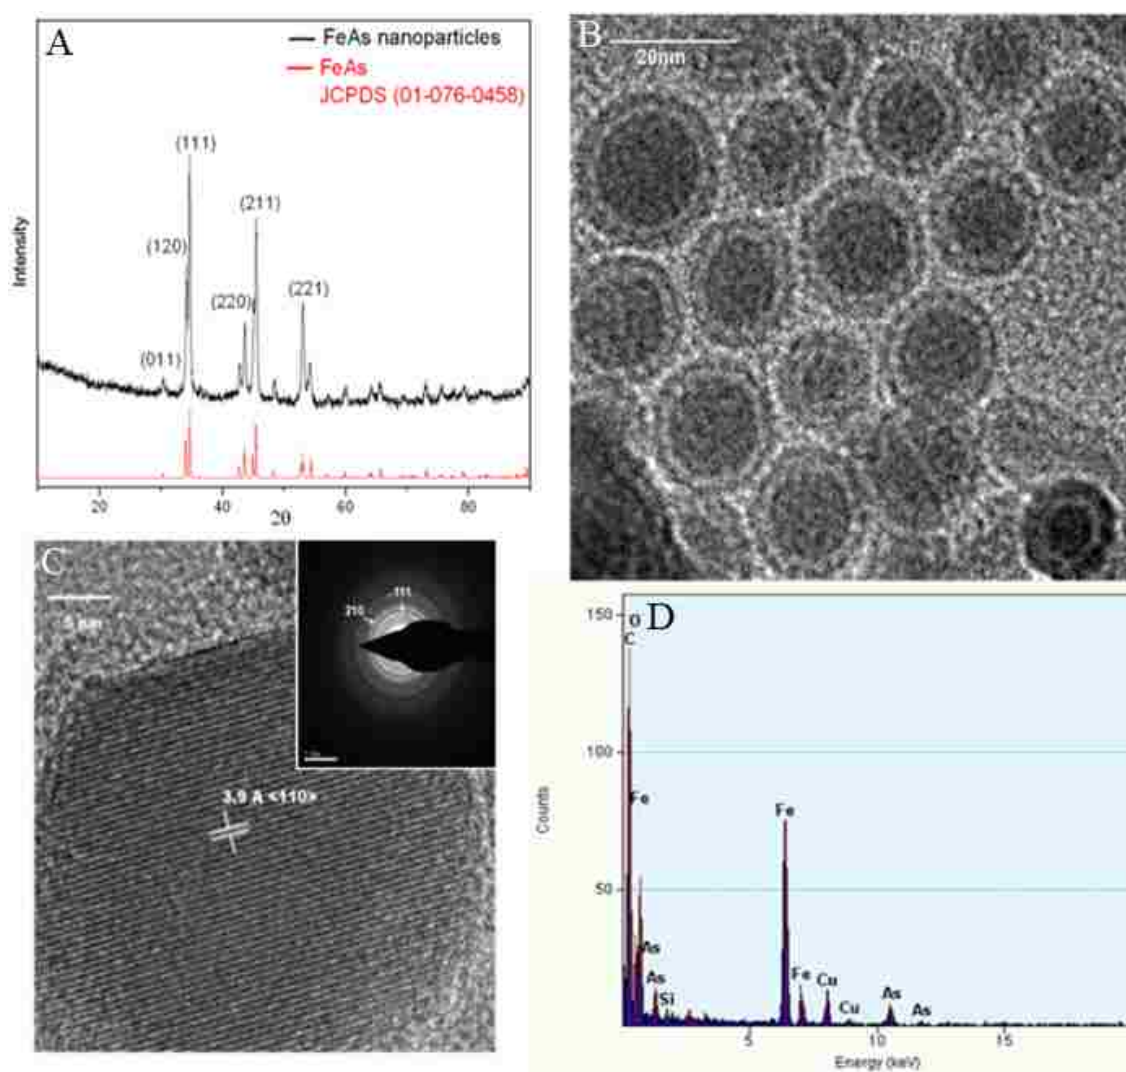 A
FeAs nanoparticles
FeAs
JCPDS (01-076-0458)
(111)
(211)
(120)
(220)
(221)
(011)
Intensity
20
40
60
80
2θ
B
20nm
C
111
210
3.9 A <110>
D
150
O
C
100
Fe
Fe
50
As
As
Si
Fe
Cu
Cu
As
As
Counts
5
10
15
Energy (keV)